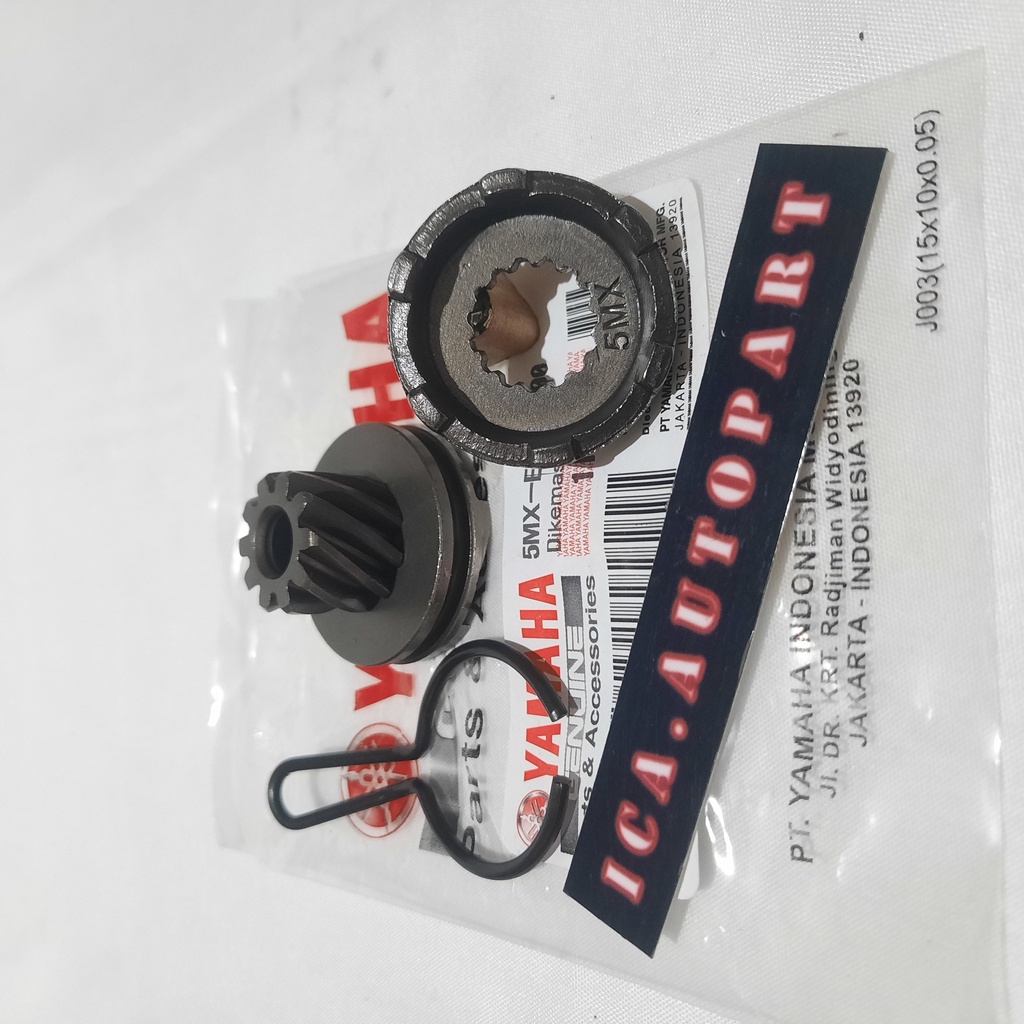 YAMAHA
Parts &
5MX
5MX-E
Dikemas
YAMAHA
GENUINE
Parts & Accessories
PT YAMAHA
JAKARTA - INDONESIA 13920
ICA.AUTOPART
PT. YAMAHA INDONESIA
Jl. DR. KRT. Radjiman Widyodining
JAKARTA - INDONESIA 13920
J003(15x10x0.05)